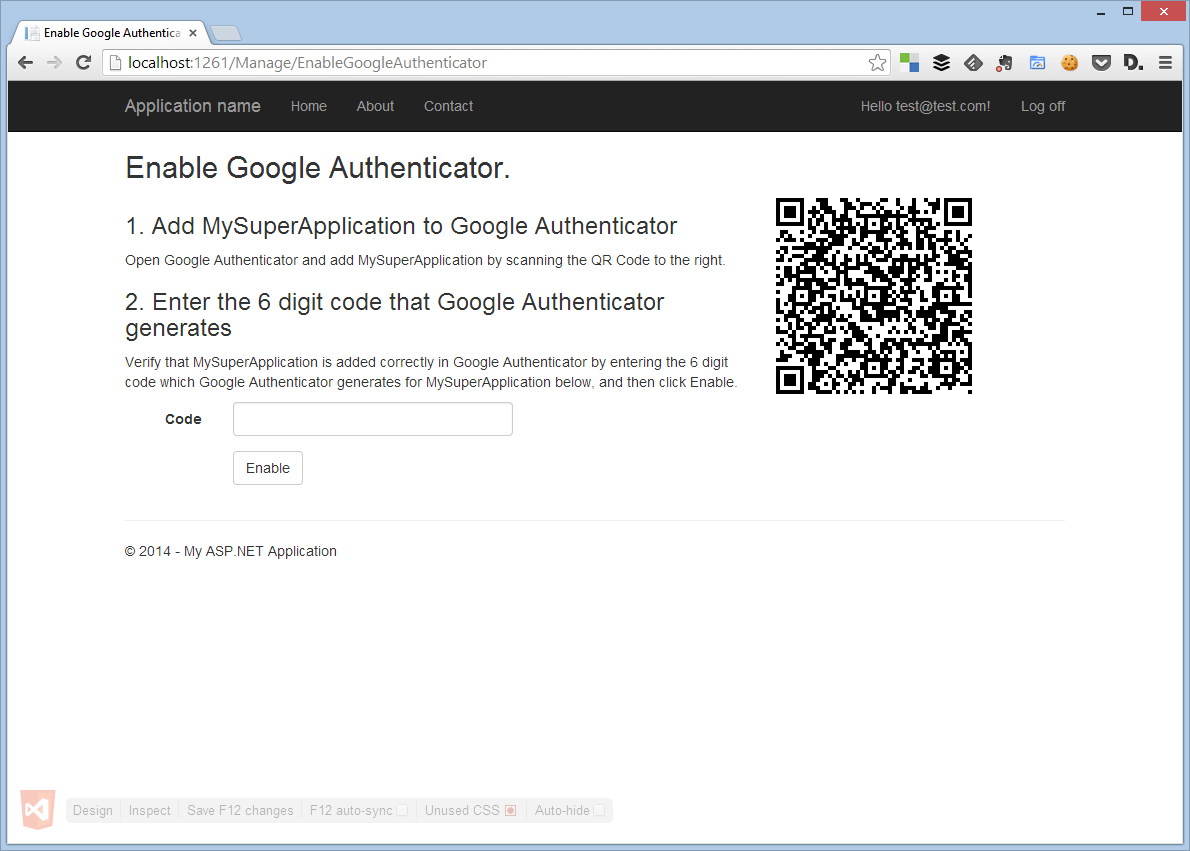 Enable Google Authentica
localhost:1261/Manage/EnableGoogleAuthenticator
D.
Application name Home About Contact Hello test@test.com! Log off
Enable Google Authenticator.
1. Add MySuperApplication to Google Authenticator
Open Google Authenticator and add MySuperApplication by scanning the QR Code to the right.
2. Enter the 6 digit code that Google Authenticator
generates
Verify that MySuperApplication is added correctly in Google Authenticator by entering the 6 digit
code which Google Authenticator generates for MySuperApplication below, and then click Enable.
Code
Enable
© 2014 - My ASP.NET Application
Design Inspect Save F12 changes F12 auto-sync Unused CSS Auto-hide